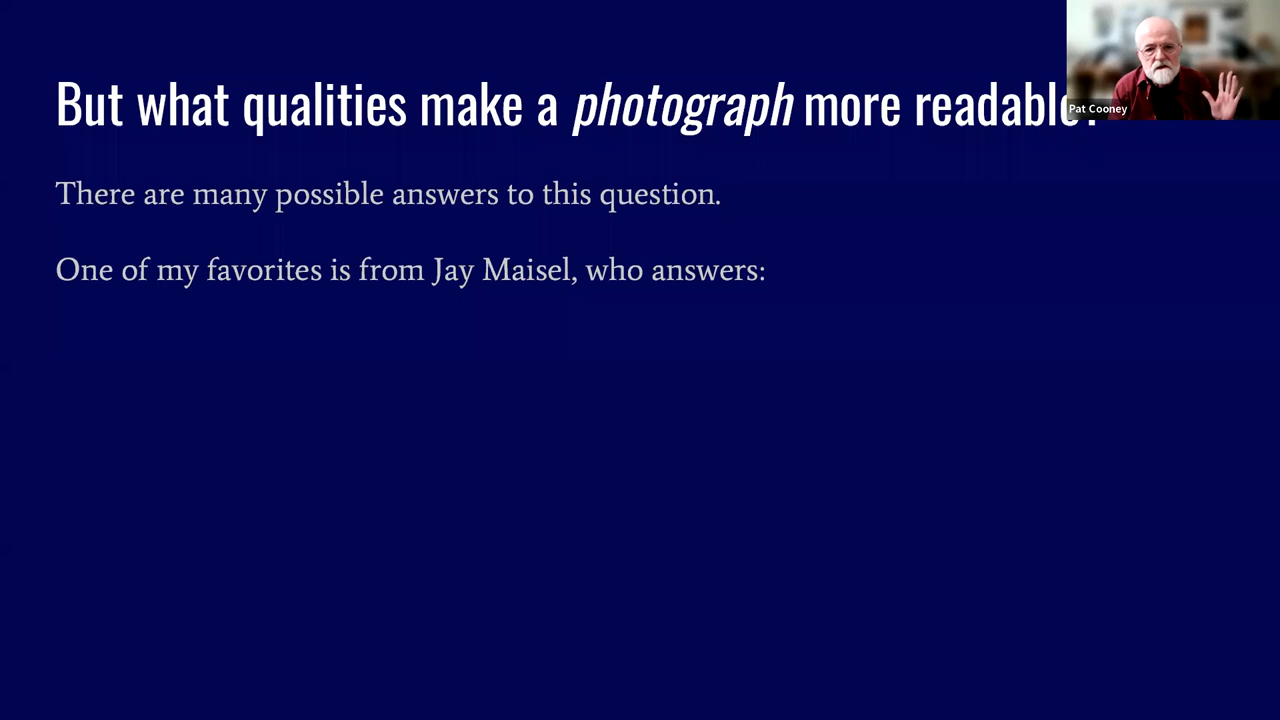 But what qualities make a photograph more readable?
There are many possible answers to this question.
One of my favorites is from Jay Maisel, who answers:
Pat Cooney